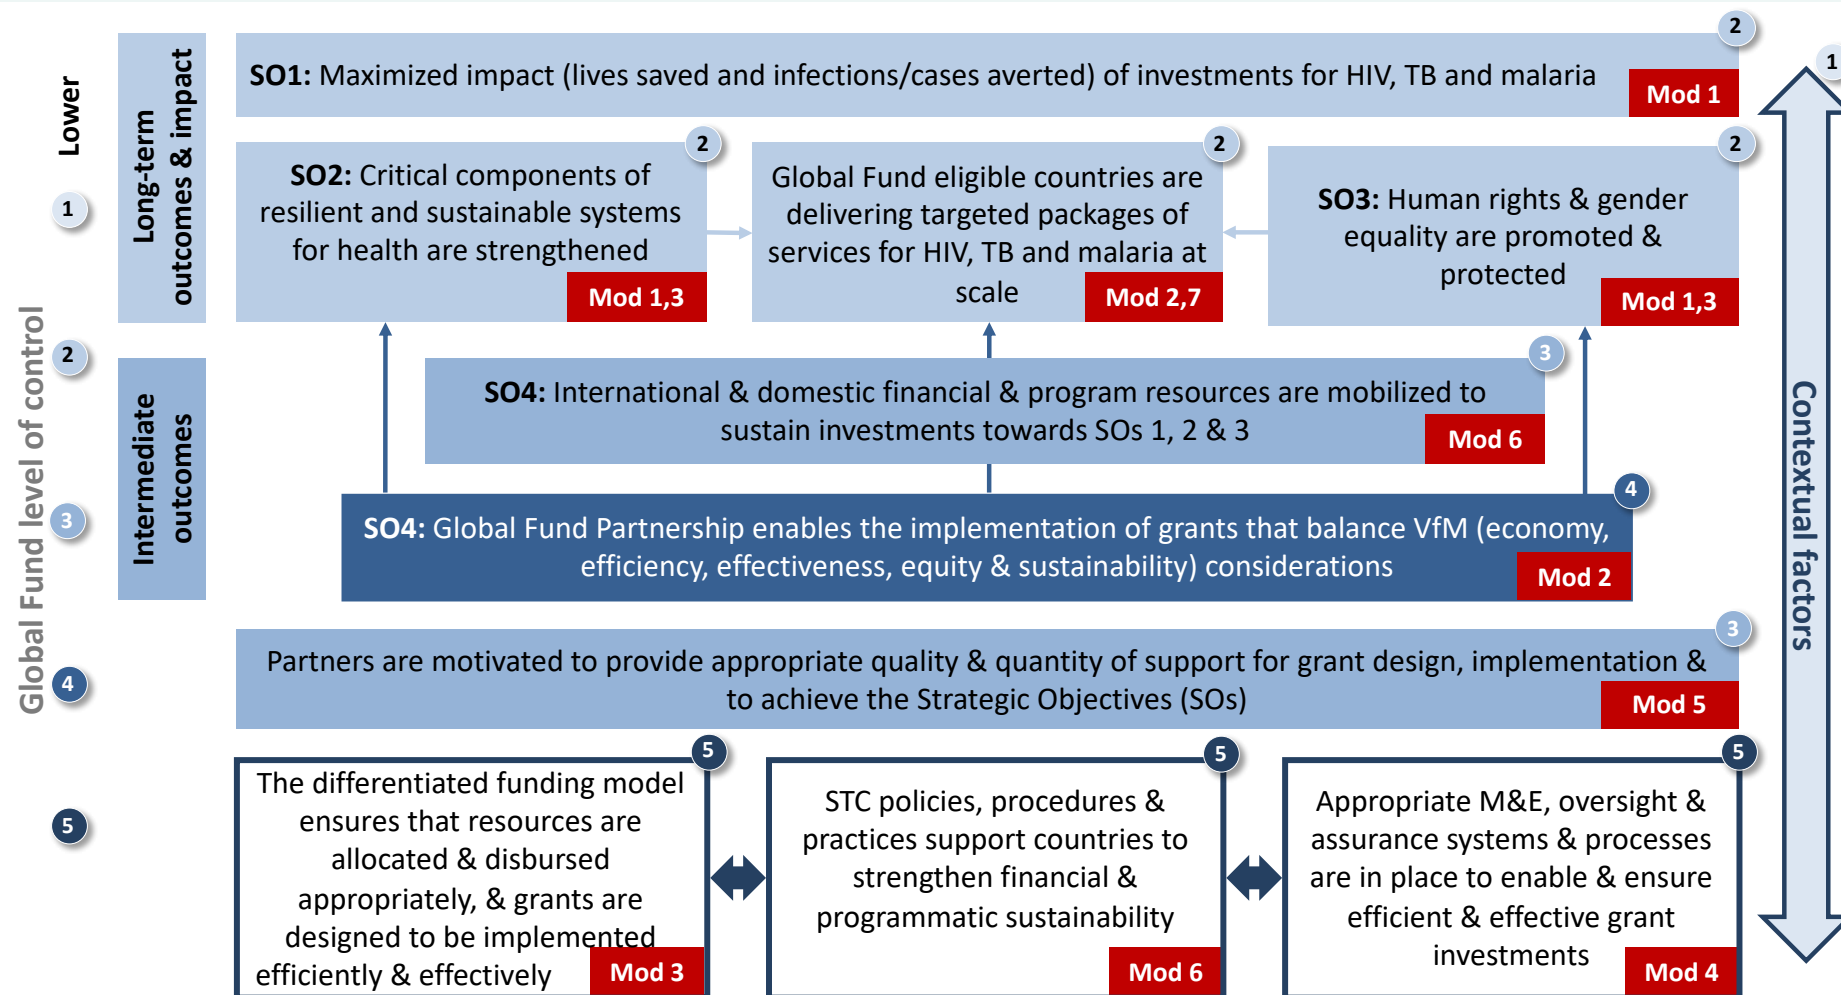 Global Fund level of control
Lower
1
2
3
4
5
Long-term
outcomes & impact
Intermediate
outcomes
2
SO1: Maximized impact (lives saved and infections/cases averted) of investments for HIV, TB and malaria
Mod 1
2
SO2: Critical components of
resilient and sustainable systems
for health are strengthened
Mod 1,3
2
Global Fund eligible countries are
delivering targeted packages of
services for HIV, TB and malaria at
scale
Mod 2,7
2
SO3: Human rights & gender
equality are promoted &
protected
Mod 1,3
3
SO4: International & domestic financial & program resources are mobilized to
sustain investments towards SOs 1, 2 & 3
Mod 6
4
SO4: Global Fund Partnership enables the implementation of grants that balance VfM (economy,
efficiency, effectiveness, equity & sustainability) considerations
Mod 2
3
Partners are motivated to provide appropriate quality & quantity of support for grant design, implementation &
to achieve the Strategic Objectives (SOs)
Mod 5
5
The differentiated funding model
ensures that resources are
allocated & disbursed
appropriately, & grants are
designed to be implemented
efficiently & effectively
Mod 3
5
STC policies, procedures &
practices support countries to
strengthen financial &
programmatic sustainability
Mod 6
5
Appropriate M&E, oversight &
assurance systems & processes
are in place to enable & ensure
efficient & effective grant
investments
Mod 4
1
Contextual factors